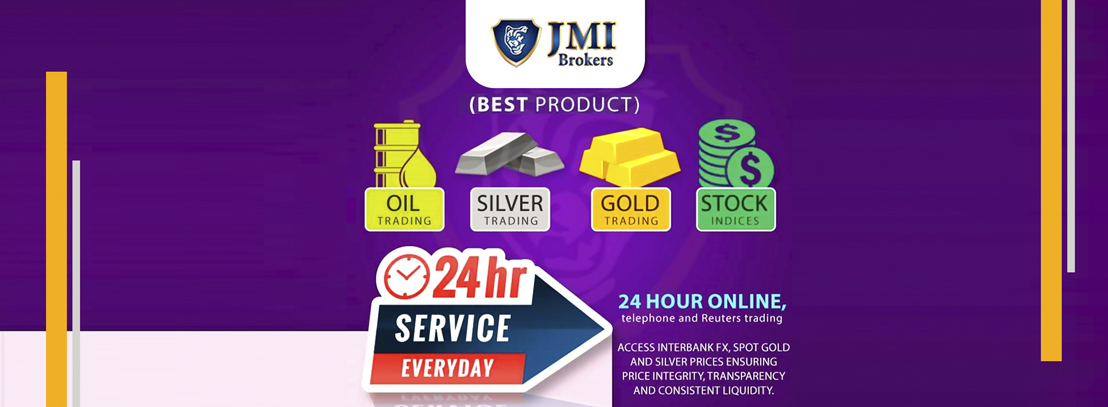 JMI
Brokers
(BEST PRODUCT)
OIL
TRADING
SILVER
TRADING
GOLD
TRADING
STOCK
INDICES
24hr
SERVICE
EVERYDAY
24 HOUR ONLINE,
telephone and Reuters trading
ACCESS INTERBANK FX, SPOT GOLD
AND SILVER PRICES ENSURING
PRICE INTEGRITY, TRANSPARENCY
AND CONSISTENT LIQUIDITY.